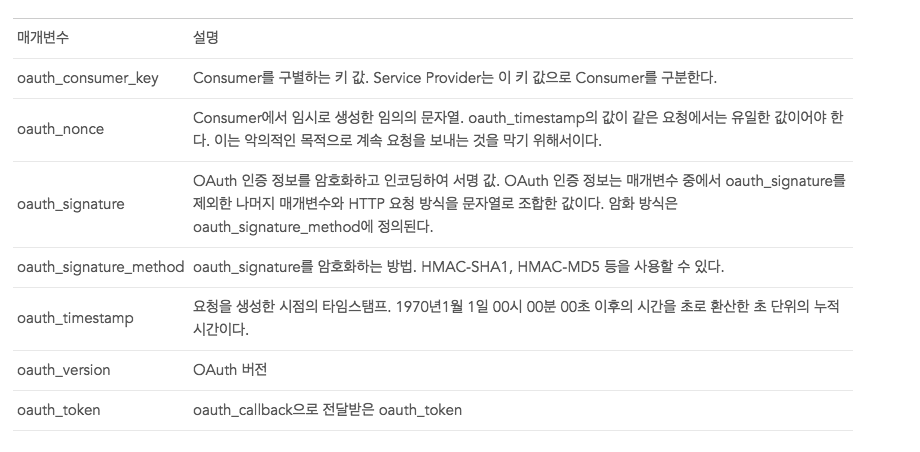 매개변수 설명
oauth_consumer_key Consumer를 구별하는 키 값. Service Provider는 이 키 값으로 Consumer를 구분한다.
oauth_nonce Consumer에서 임시로 생성한 임의의 문자열. oauth_timestamp의 값이 같은 요청에서는 유일한 값이어야 한
다. 이는 악의적인 목적으로 계속 요청을 보내는 것을 막기 위해서이다.
oauth_signature OAuth 인증 정보를 암호화하고 인코딩하여 서명 값. OAuth 인증 정보는 매개변수 중에서 oauth_signature를
제외한 나머지 매개변수와 HTTP 요청 방식을 문자열로 조합한 값이다. 암화 방식은
oauth_signature_method에 정의된다.
oauth_signature_method oauth_signature를 암호화하는 방법. HMAC-SHA1, HMAC-MD5 등을 사용할 수 있다.
oauth_timestamp 요청을 생성한 시점의 타임스탬프. 1970년1월 1일 00시 00분 00초 이후의 시간을 초로 환산한 초 단위의 누적
시간이다.
oauth_version OAuth 버전
oauth_token oauth_callback으로 전달받은 oauth_token